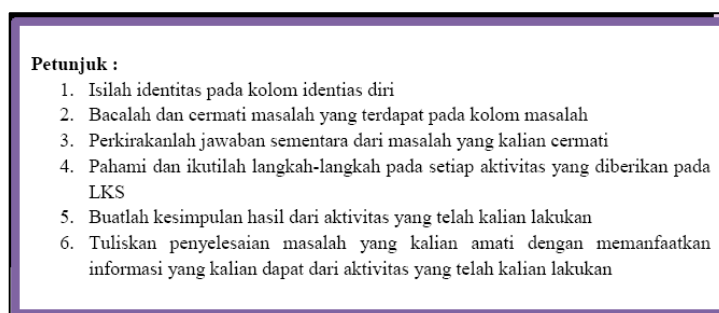 Petunjuk :
1. Isilah identitas pada kolom identias diri
2. Bacalah dan cermati masalah yang terdapat pada kolom masalah
3. Perkirakanlah jawaban sementara dari masalah yang kalian cermati
4. Pahami dan ikutilah langkah-langkah pada setiap aktivitas yang diberikan pada
LKS
5. Buatlah kesimpulan hasil dari aktivitas yang telah kalian lakukan
6. Tuliskan penyelesaian masalah yang kalian amati dengan memanfaatkan
informasi yang kalian dapat dari aktivitas yang telah kalian lakukan